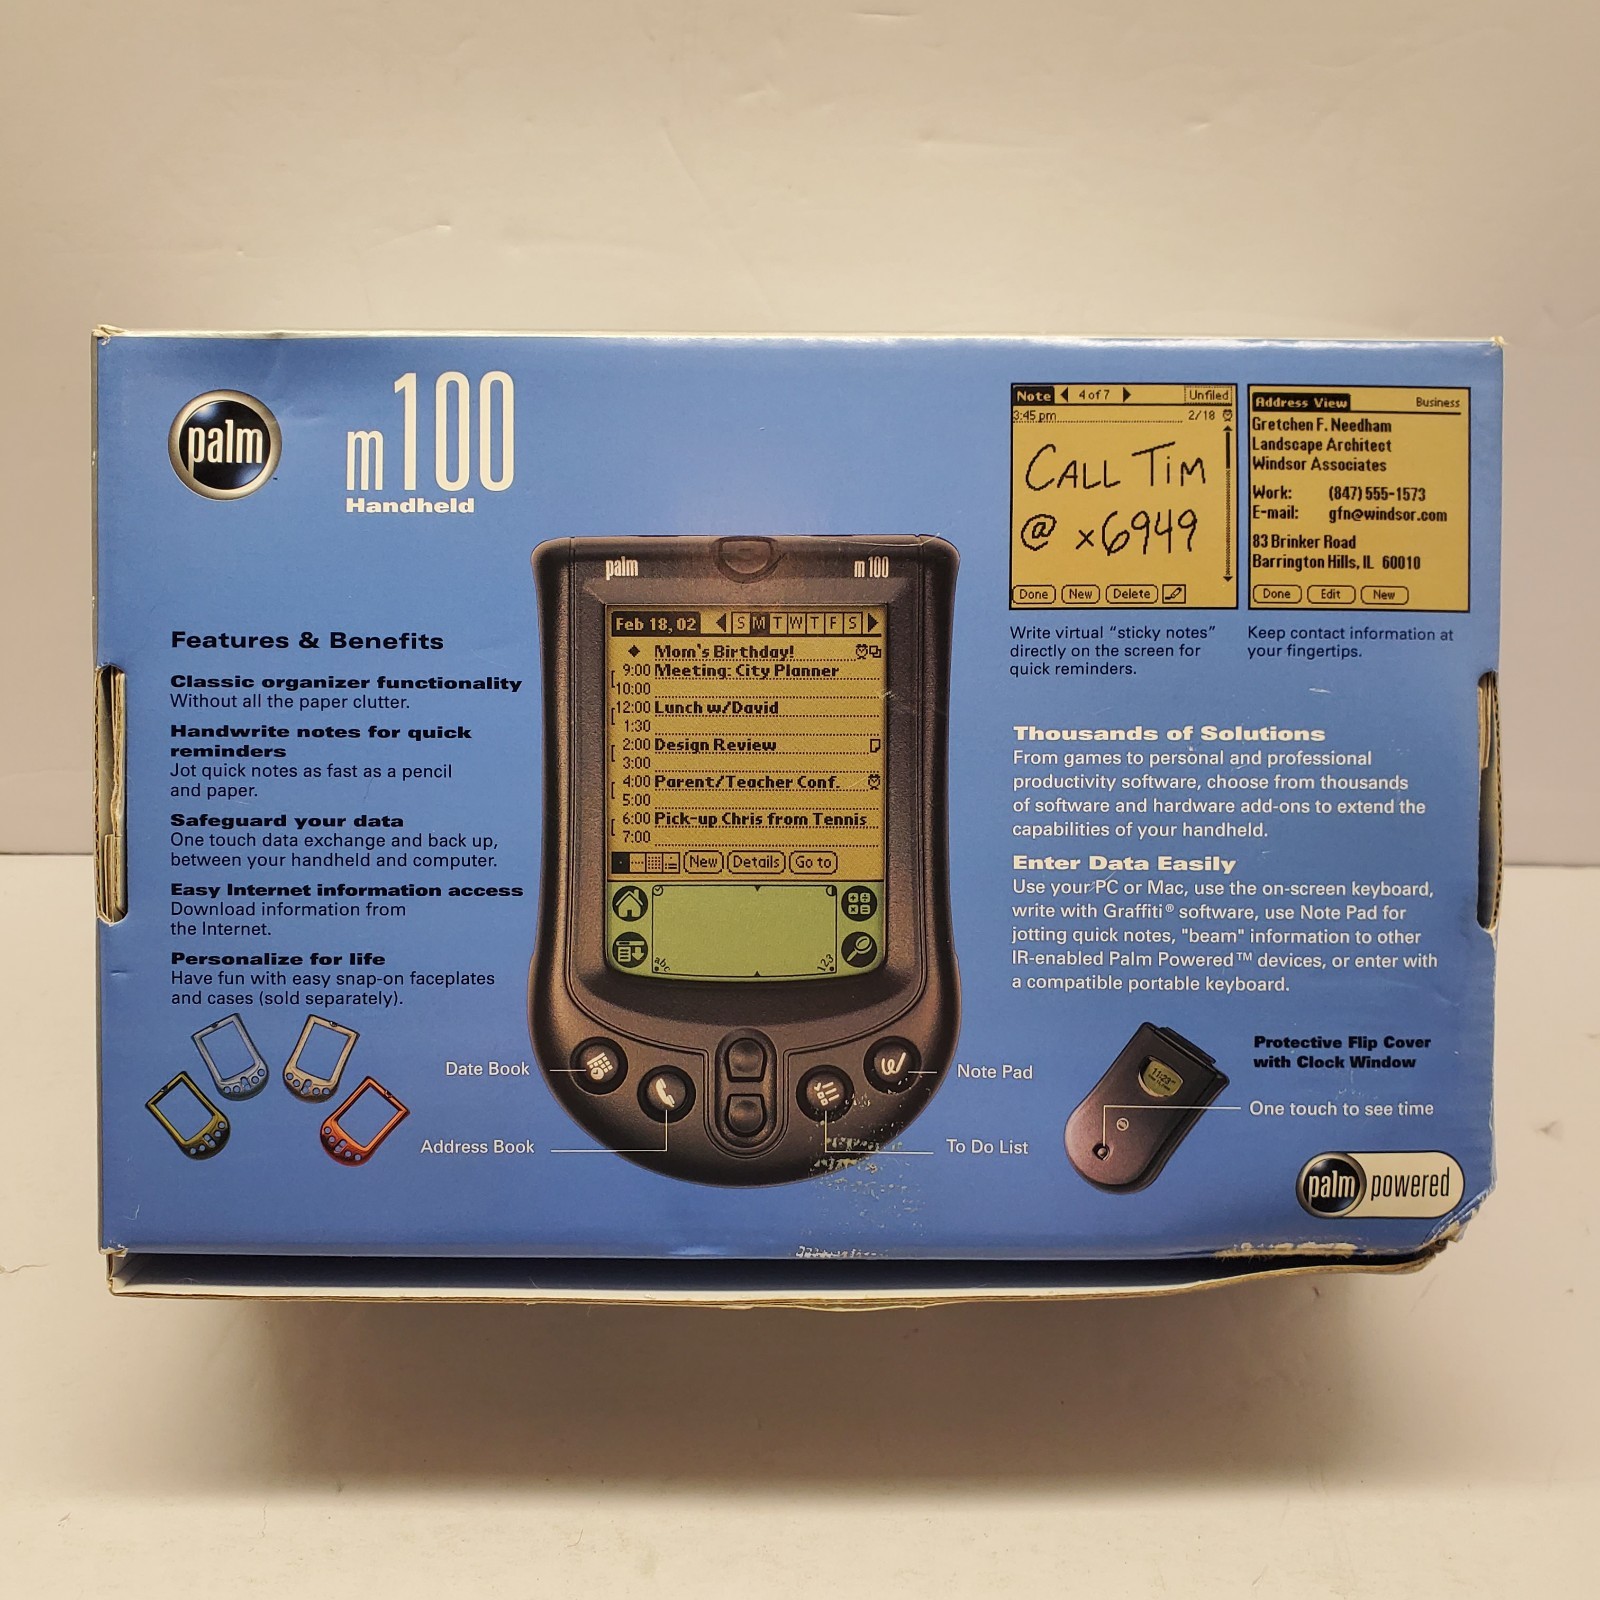 palm
m100
Handheld
Features & Benefits
Classic organizer functionality
Without all the paper clutter.
Handwrite notes for quick
reminders
Jot quick notes as fast as a pencil
and paper.
Safeguard your data
One touch data exchange and back up,
between your handheld and computer.
Easy Internet information access
Download information from
the Internet.
Personalize for life
Have fun with easy snap-on faceplates
and cases (sold separately).
palm m100
Feb 18, 02 S M T W T F S
Mom's Birthday!
9:00 Meeting: City Planner
10:00
12:00 Lunch w/David
1:30
2:00 Design Review
3:00
4:00 Parent/Teacher Conf.
5:00
6:00 Pick-up Chris from Tennis
7:00
New Details Go to
abc 123
Date Book
Address Book
Note Pad
To Do List
Note 4 of 7 Unfiled
3:45 pm 2/18
CALL TIM
@ x6949
Done New Delete
Write virtual “sticky notes”
directly on the screen for
quick reminders.
Address View Business
Gretchen F. Needham
Landscape Architect
Windsor Associates
Work: (847) 555-1573
E-mail: gfn@windsor.com
83 Brinker Road
Barrington Hills, IL 60010
Done Edit New
Keep contact information at
your fingertips.
Thousands of Solutions
From games to personal and professional
productivity software, choose from thousands
of software and hardware add-ons to extend the
capabilities of your handheld.
Enter Data Easily
Use your PC or Mac, use the on-screen keyboard,
write with Graffiti® software, use Note Pad for
jotting quick notes, "beam" information to other
IR-enabled Palm Powered™ devices, or enter with
a compatible portable keyboard.
11:23
Protective Flip Cover
with Clock Window
One touch to see time
palm powered